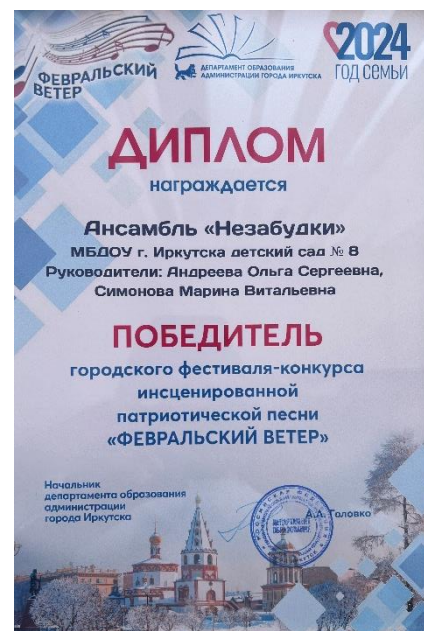 ФЕВРАЛЬСКИЙ
ВЕТЕР
ДЕПАРТАМЕНТ ОБРАЗОВАНИЯ
АДМИНИСТРАЦИИ ГОРОДА ИРКУТСКА
2024
ГОД СЕМЬИ
ДИПЛОМ
награждается
Ансамбль «Незабудки»
МБДОУ г. Иркутска детский сад № 8
Руководители: Андреева Ольга Сергеевна,
Симонова Марина Витальевна
ПОБЕДИТЕЛЬ
городского фестиваля-конкурса
инсценированной
патриотической песни
«ФЕВРАЛЬСКИЙ ВЕТЕР»
Начальник
департамента образования
администрации
города Иркутска
А.Л. Головко
ДЕПАРТАМЕНТ
ОБРАЗОВАНИЯ